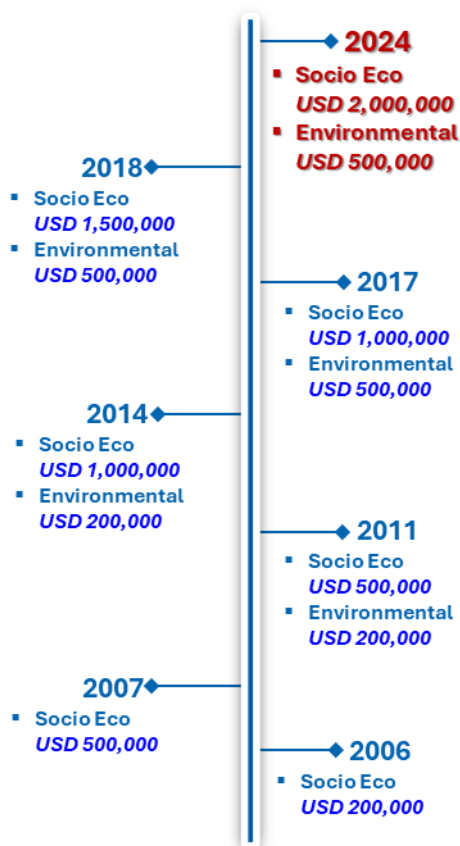 2024
▪ Socio Eco
USD 2,000,000
▪ Environmental
USD 500,000
2018
▪ Socio Eco
USD 1,500,000
▪ Environmental
USD 500,000
2017
▪ Socio Eco
USD 1,000,000
▪ Environmental
USD 500,000
2014
▪ Socio Eco
USD 1,000,000
▪ Environmental
USD 200,000
2011
▪ Socio Eco
USD 500,000
▪ Environmental
USD 200,000
2007
▪ Socio Eco
USD 500,000
2006
▪ Socio Eco
USD 200,000